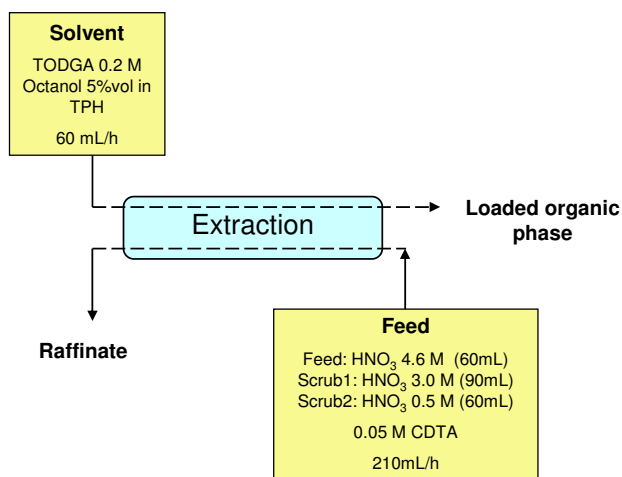 Solvent
TODGA 0.2 M
Octanol 5%vol in
TPH
60 mL/h
Extraction
Loaded organic
phase
Raffinate
Feed
Feed: HNO₃ 4.6 M (60mL)
Scrub1: HNO₃ 3.0 M (90mL)
Scrub2: HNO₃ 0.5 M (60mL)
0.05 M CDTA
210mL/h